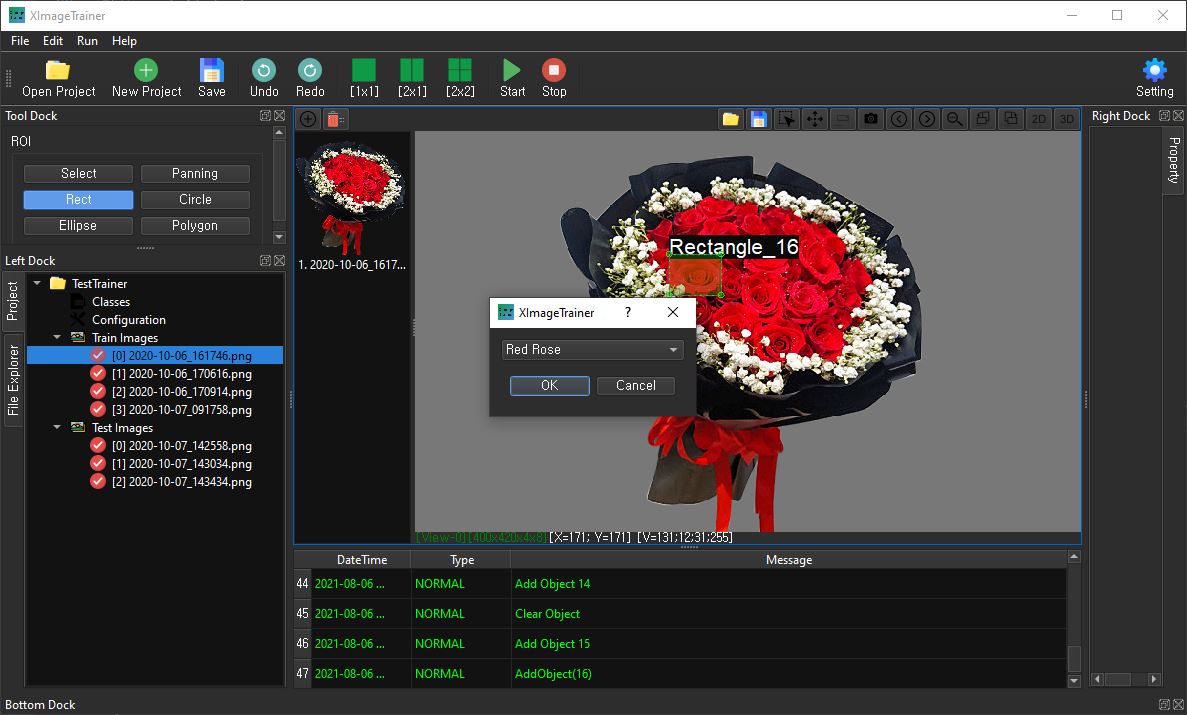 XImageTrainer
File Edit Run Help
Open Project New Project Save Undo Redo [1x1] [2x1] [2x2] Start Stop Setting
Tool Dock
ROI
Select Panning
Rect Circle
Ellipse Polygon
Left Dock
Project
File Explorer
TestTrainer
Classes
Configuration
Train Images
[0] 2020-10-06_161746.png
[1] 2020-10-06_170616.png
[2] 2020-10-06_170914.png
[3] 2020-10-07_091758.png
Test Images
[0] 2020-10-07_142558.png
[1] 2020-10-07_143034.png
[2] 2020-10-07_143434.png
2D 3D
1. 2020-10-06_1617...
Rectangle_16
XImageTrainer ?
Red Rose
OK Cancel
[View-0][400x420x4x8][X=171; Y=171] [V=131;12;31;255]
Right Dock
Property
DateTime Type Message
44 2021-08-06 ... NORMAL Add Object 14
45 2021-08-06 ... NORMAL Clear Object
46 2021-08-06 ... NORMAL Add Object 15
47 2021-08-06 ... NORMAL AddObject(16)
Bottom Dock